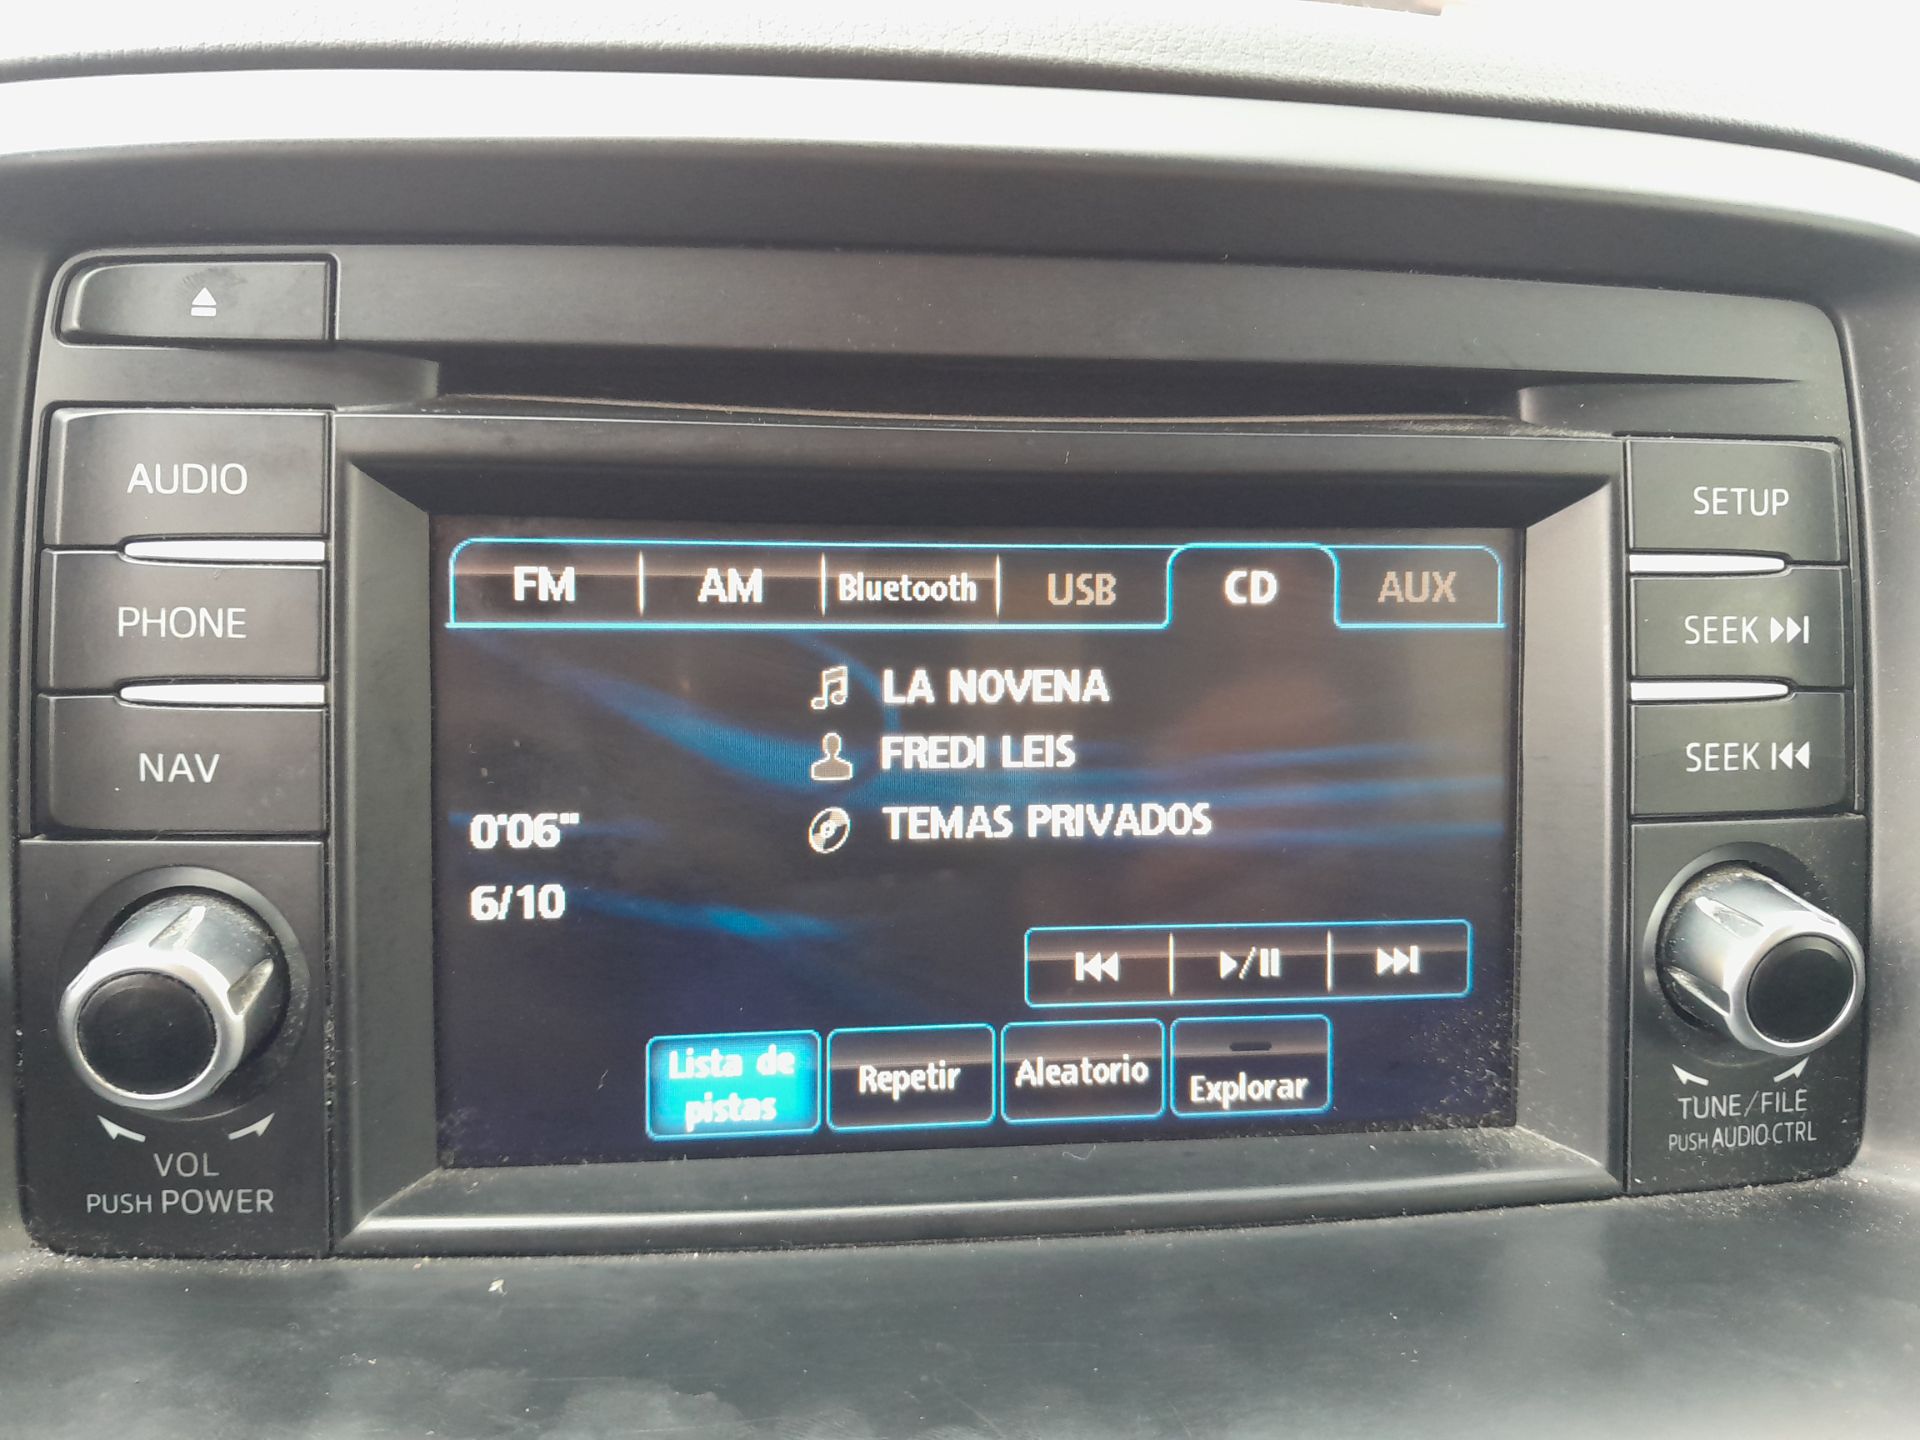 AUDIO
PHONE
NAV
VOL
PUSH POWER
FM AM Bluetooth USB CD AUX
LA NOVENA
FREDI LEIS
TEMAS PRIVADOS
0'06"
6/10
Lista de
pistas
Repetir
Aleatorio
Explorar
SETUP
SEEK
SEEK
TUNE/FILE
PUSH AUDIO CTRL